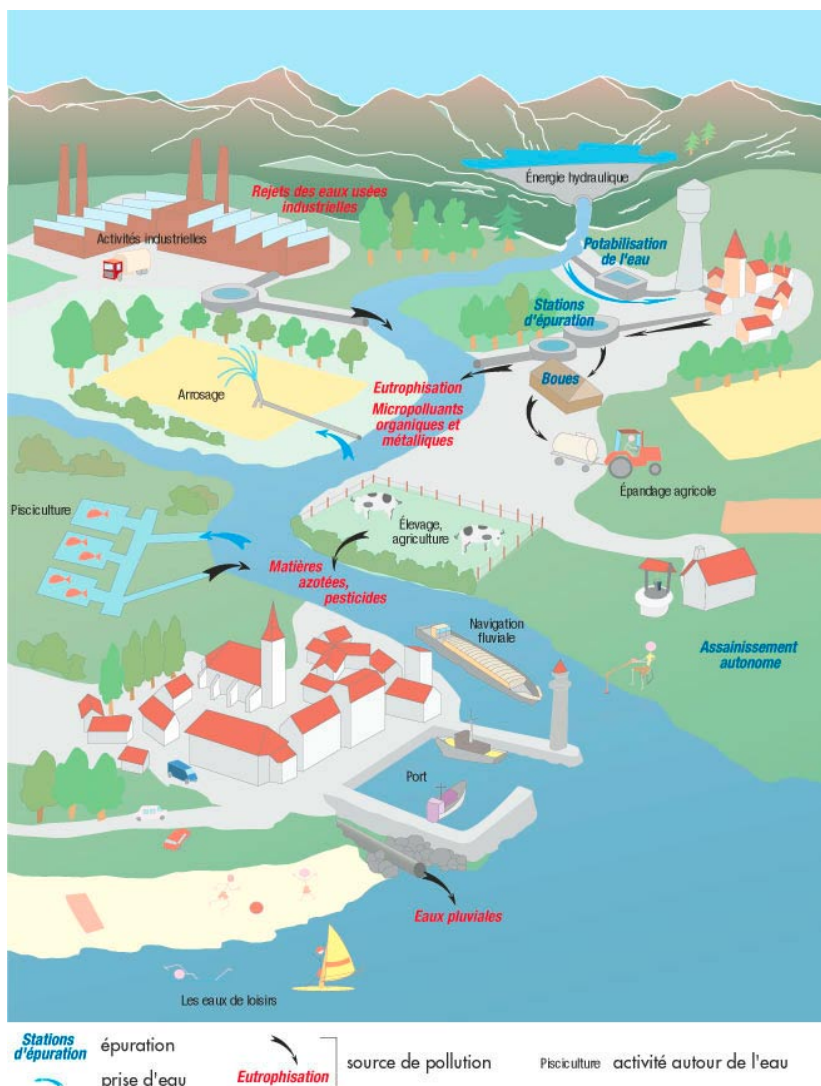 Énergie hydraulique
Rejets des eaux usées
industrielles
Activités industrielles
Potabilisation
de l'eau
Stations
d'épuration
Eutrophisation
Boues
Arrosage
Micropolluants
organiques et
métalliques
Épandage agricole
Pisciculture
Élevage,
agriculture
Matières
azotées,
pesticides
Navigation
fluviale
Assainissement
autonome
Port
Eaux pluviales
Les eaux de loisirs
Stations
d'épuration
épuration
prise d'eau
Eutrophisation
source de pollution
Pisciculture activité autour de l'eau